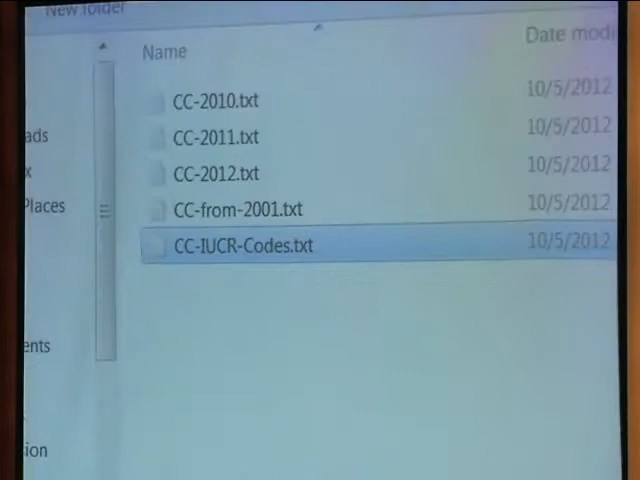 New folder
Name Date modi
CC-2010.txt 10/5/2012
ads CC-2011.txt 10/5/2012
x CC-2012.txt 10/5/2012
Places CC-from-2001.txt 10/5/2012
CC-IUCR-Codes.txt 10/5/2012
ents
ion